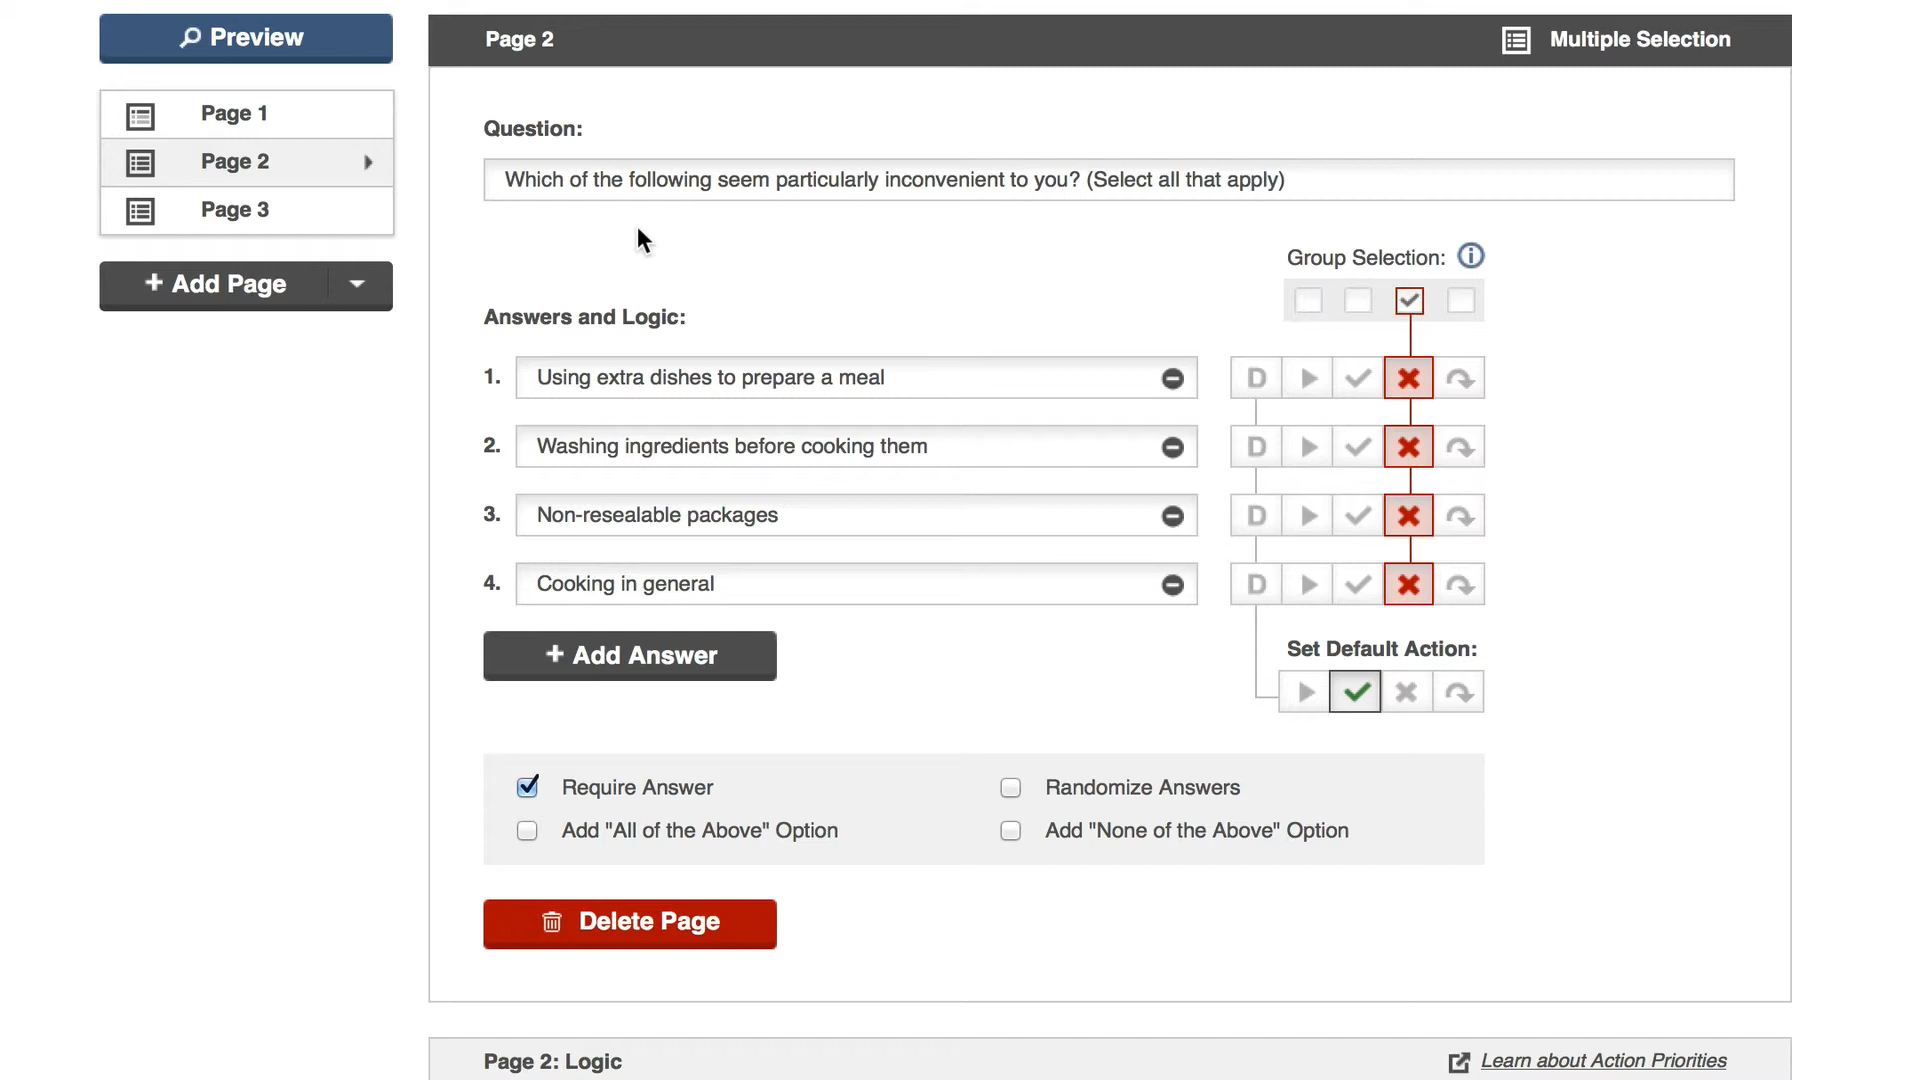 Preview
Page 2
Multiple Selection
Page 1
Page 2
Page 3
+ Add Page
Question:
Which of the following seem particularly inconvenient to you? (Select all that apply)
Group Selection:
Answers and Logic:
1. Using extra dishes to prepare a meal
D
2. Washing ingredients before cooking them
D
3. Non-resealable packages
D
4. Cooking in general
D
+ Add Answer
Set Default Action:
Require Answer
Randomize Answers
Add "All of the Above" Option
Add "None of the Above" Option
Delete Page
Page 2: Logic
Learn about Action Priorities